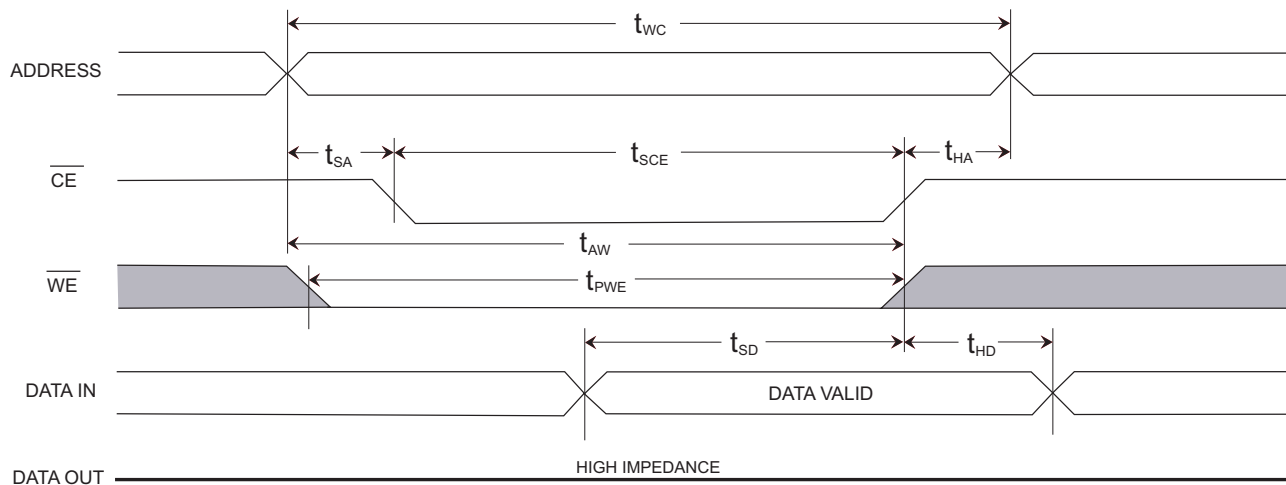 tWC
ADDRESS
tSA tSCE tHA
CE
tAW
WE tPWE
tSD tHD
DATA IN DATA VALID
HIGH IMPEDANCE
DATA OUT